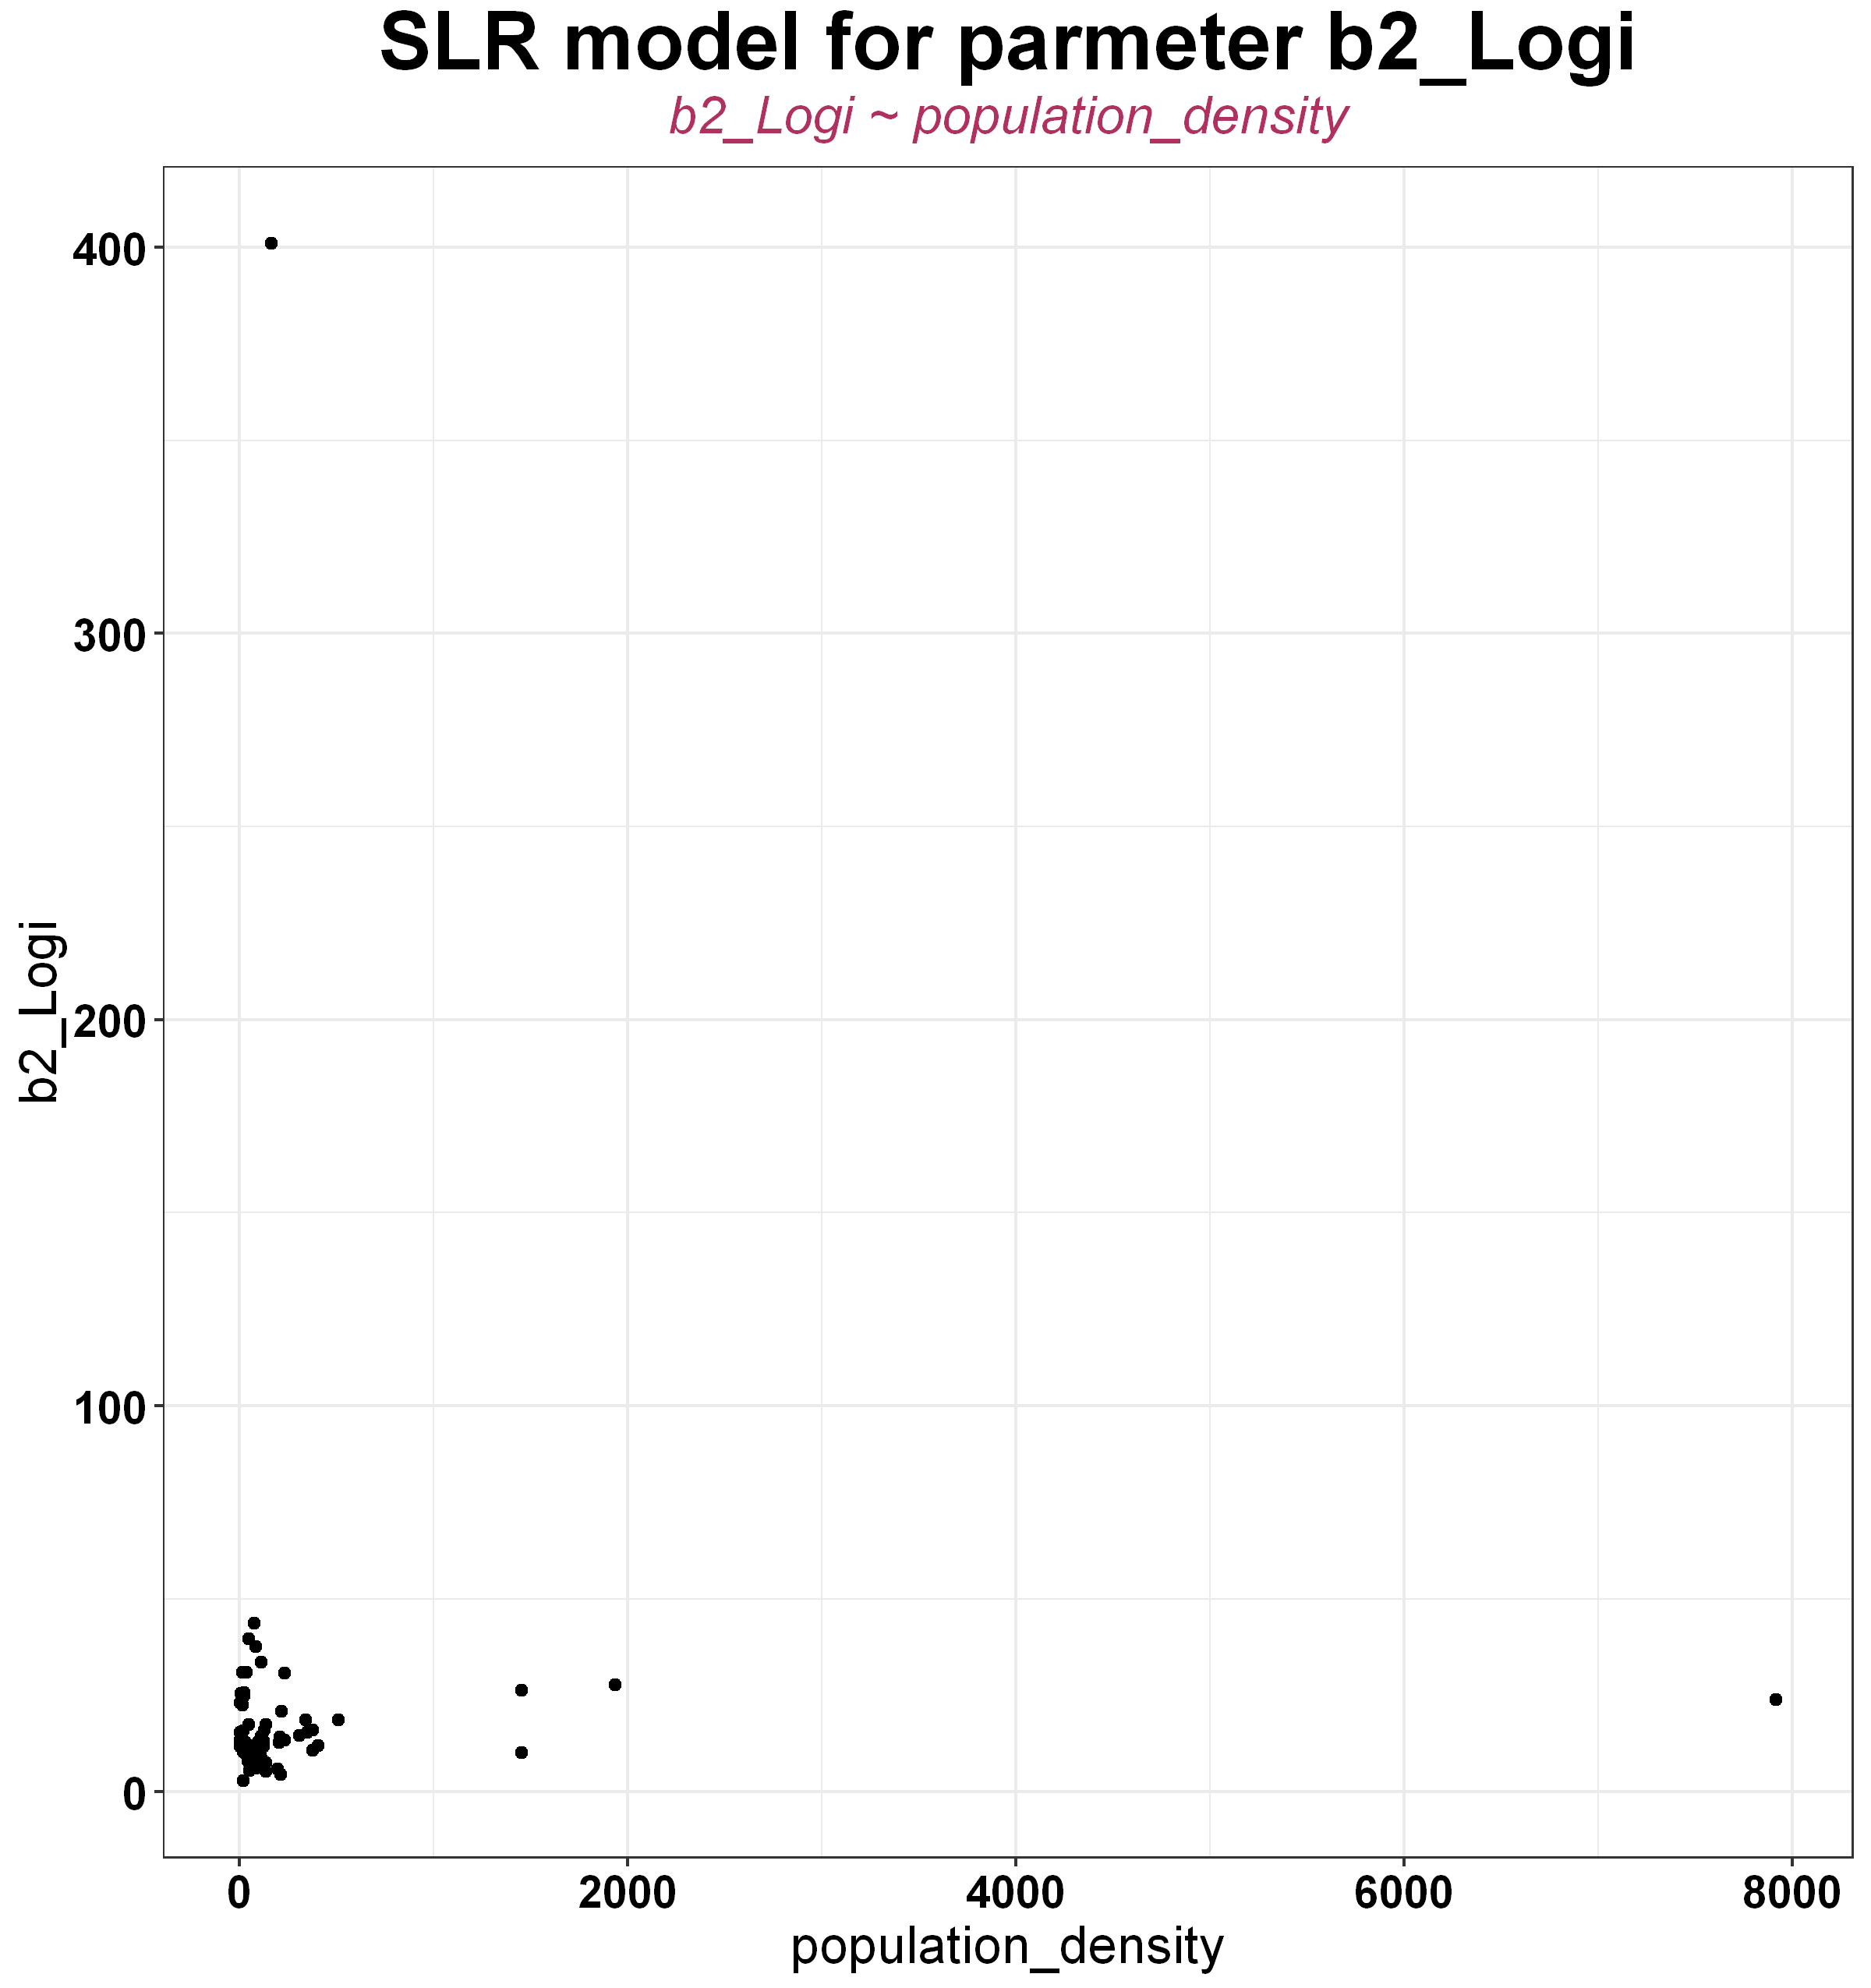 SLR model for parmeter b2_Logi
b2_Logi ~ population_density
b2_Logi
400
300
200
100
0
0 2000 4000 6000 8000
population_density